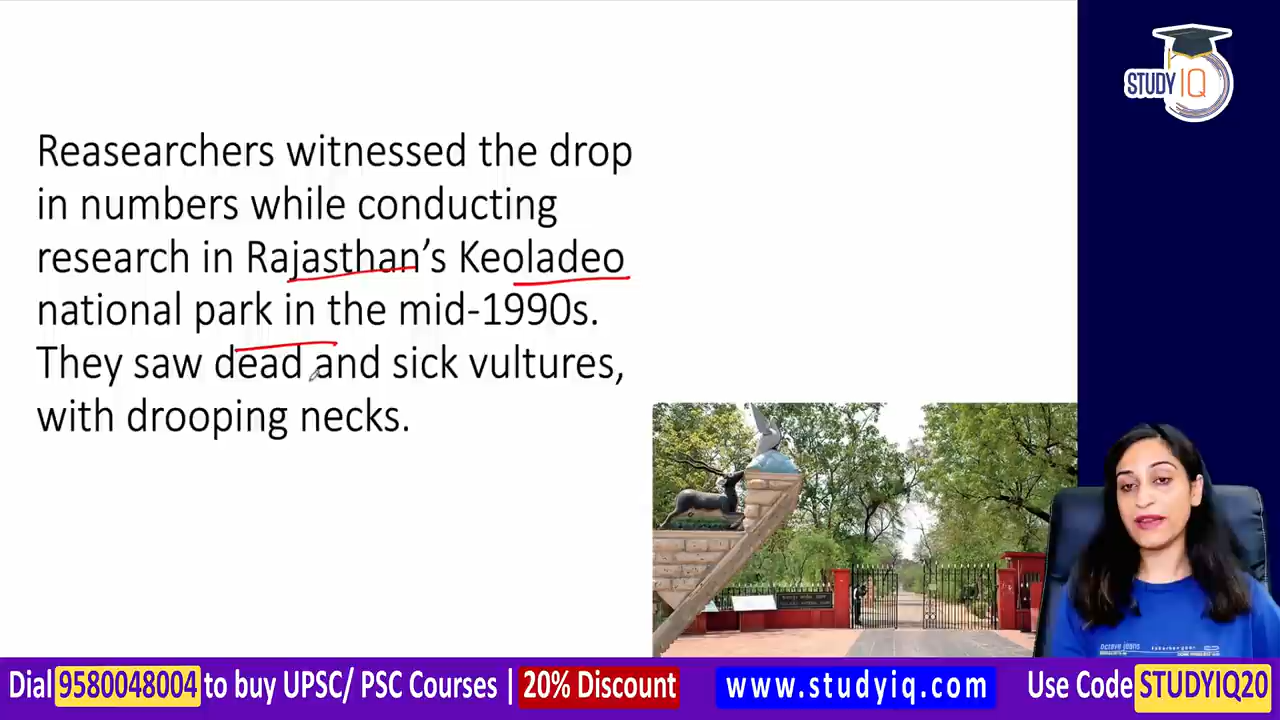 STUDY IQ
Reasearchers witnessed the drop
in numbers while conducting
research in Rajasthan’s Keoladeo
national park in the mid-1990s.
They saw dead and sick vultures,
with drooping necks.
octave jeans
Dial 9580048004 to buy UPSC/ PSC Courses | 20% Discount
www.studyiq.com
Use Code STUDYIQ20